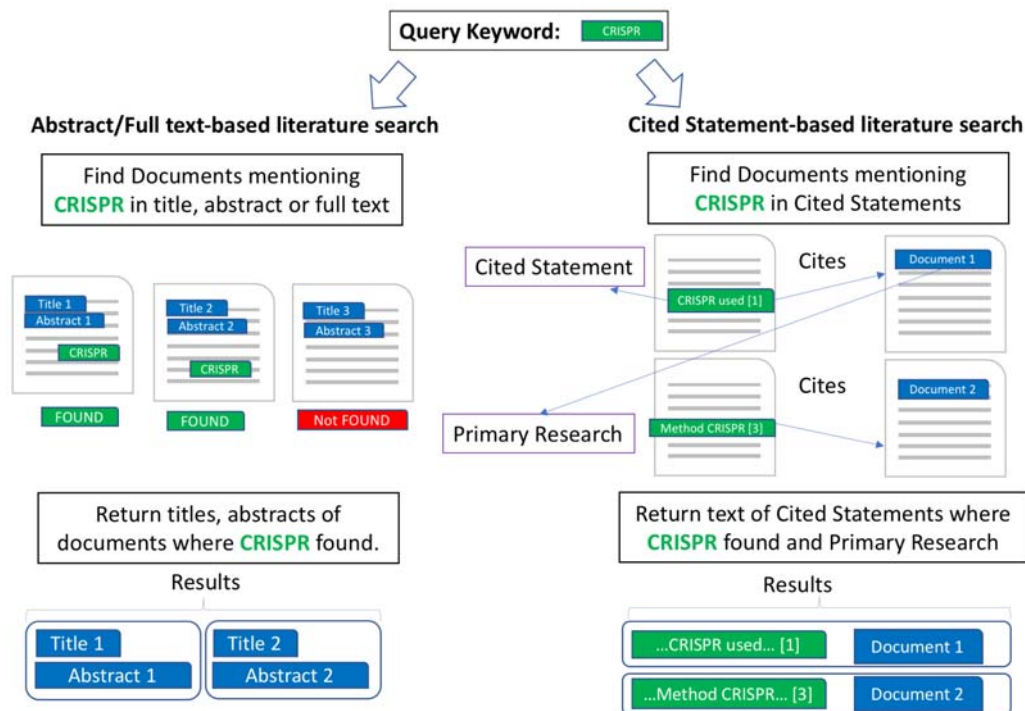 Query Keyword: CRISPR
Abstract/Full text-based literature search
Find Documents mentioning
CRISPR in title, abstract or full text
Title 1
Abstract 1
CRISPR
FOUND
Title 2
Abstract 2
CRISPR
FOUND
Title 3
Abstract 3
Not FOUND
Return titles, abstracts of
documents where CRISPR found.
Results
Title 1
Abstract 1
Title 2
Abstract 2
Cited Statement-based literature search
Find Documents mentioning
CRISPR in Cited Statements
Cited Statement
CRISPR used [1]
Cites
Document 1
Primary Research
Method CRISPR [3]
Cites
Document 2
Return text of Cited Statements where
CRISPR found and Primary Research
Results
...CRISPR used... [1]
Document 1
...Method CRISPR... [3]
Document 2